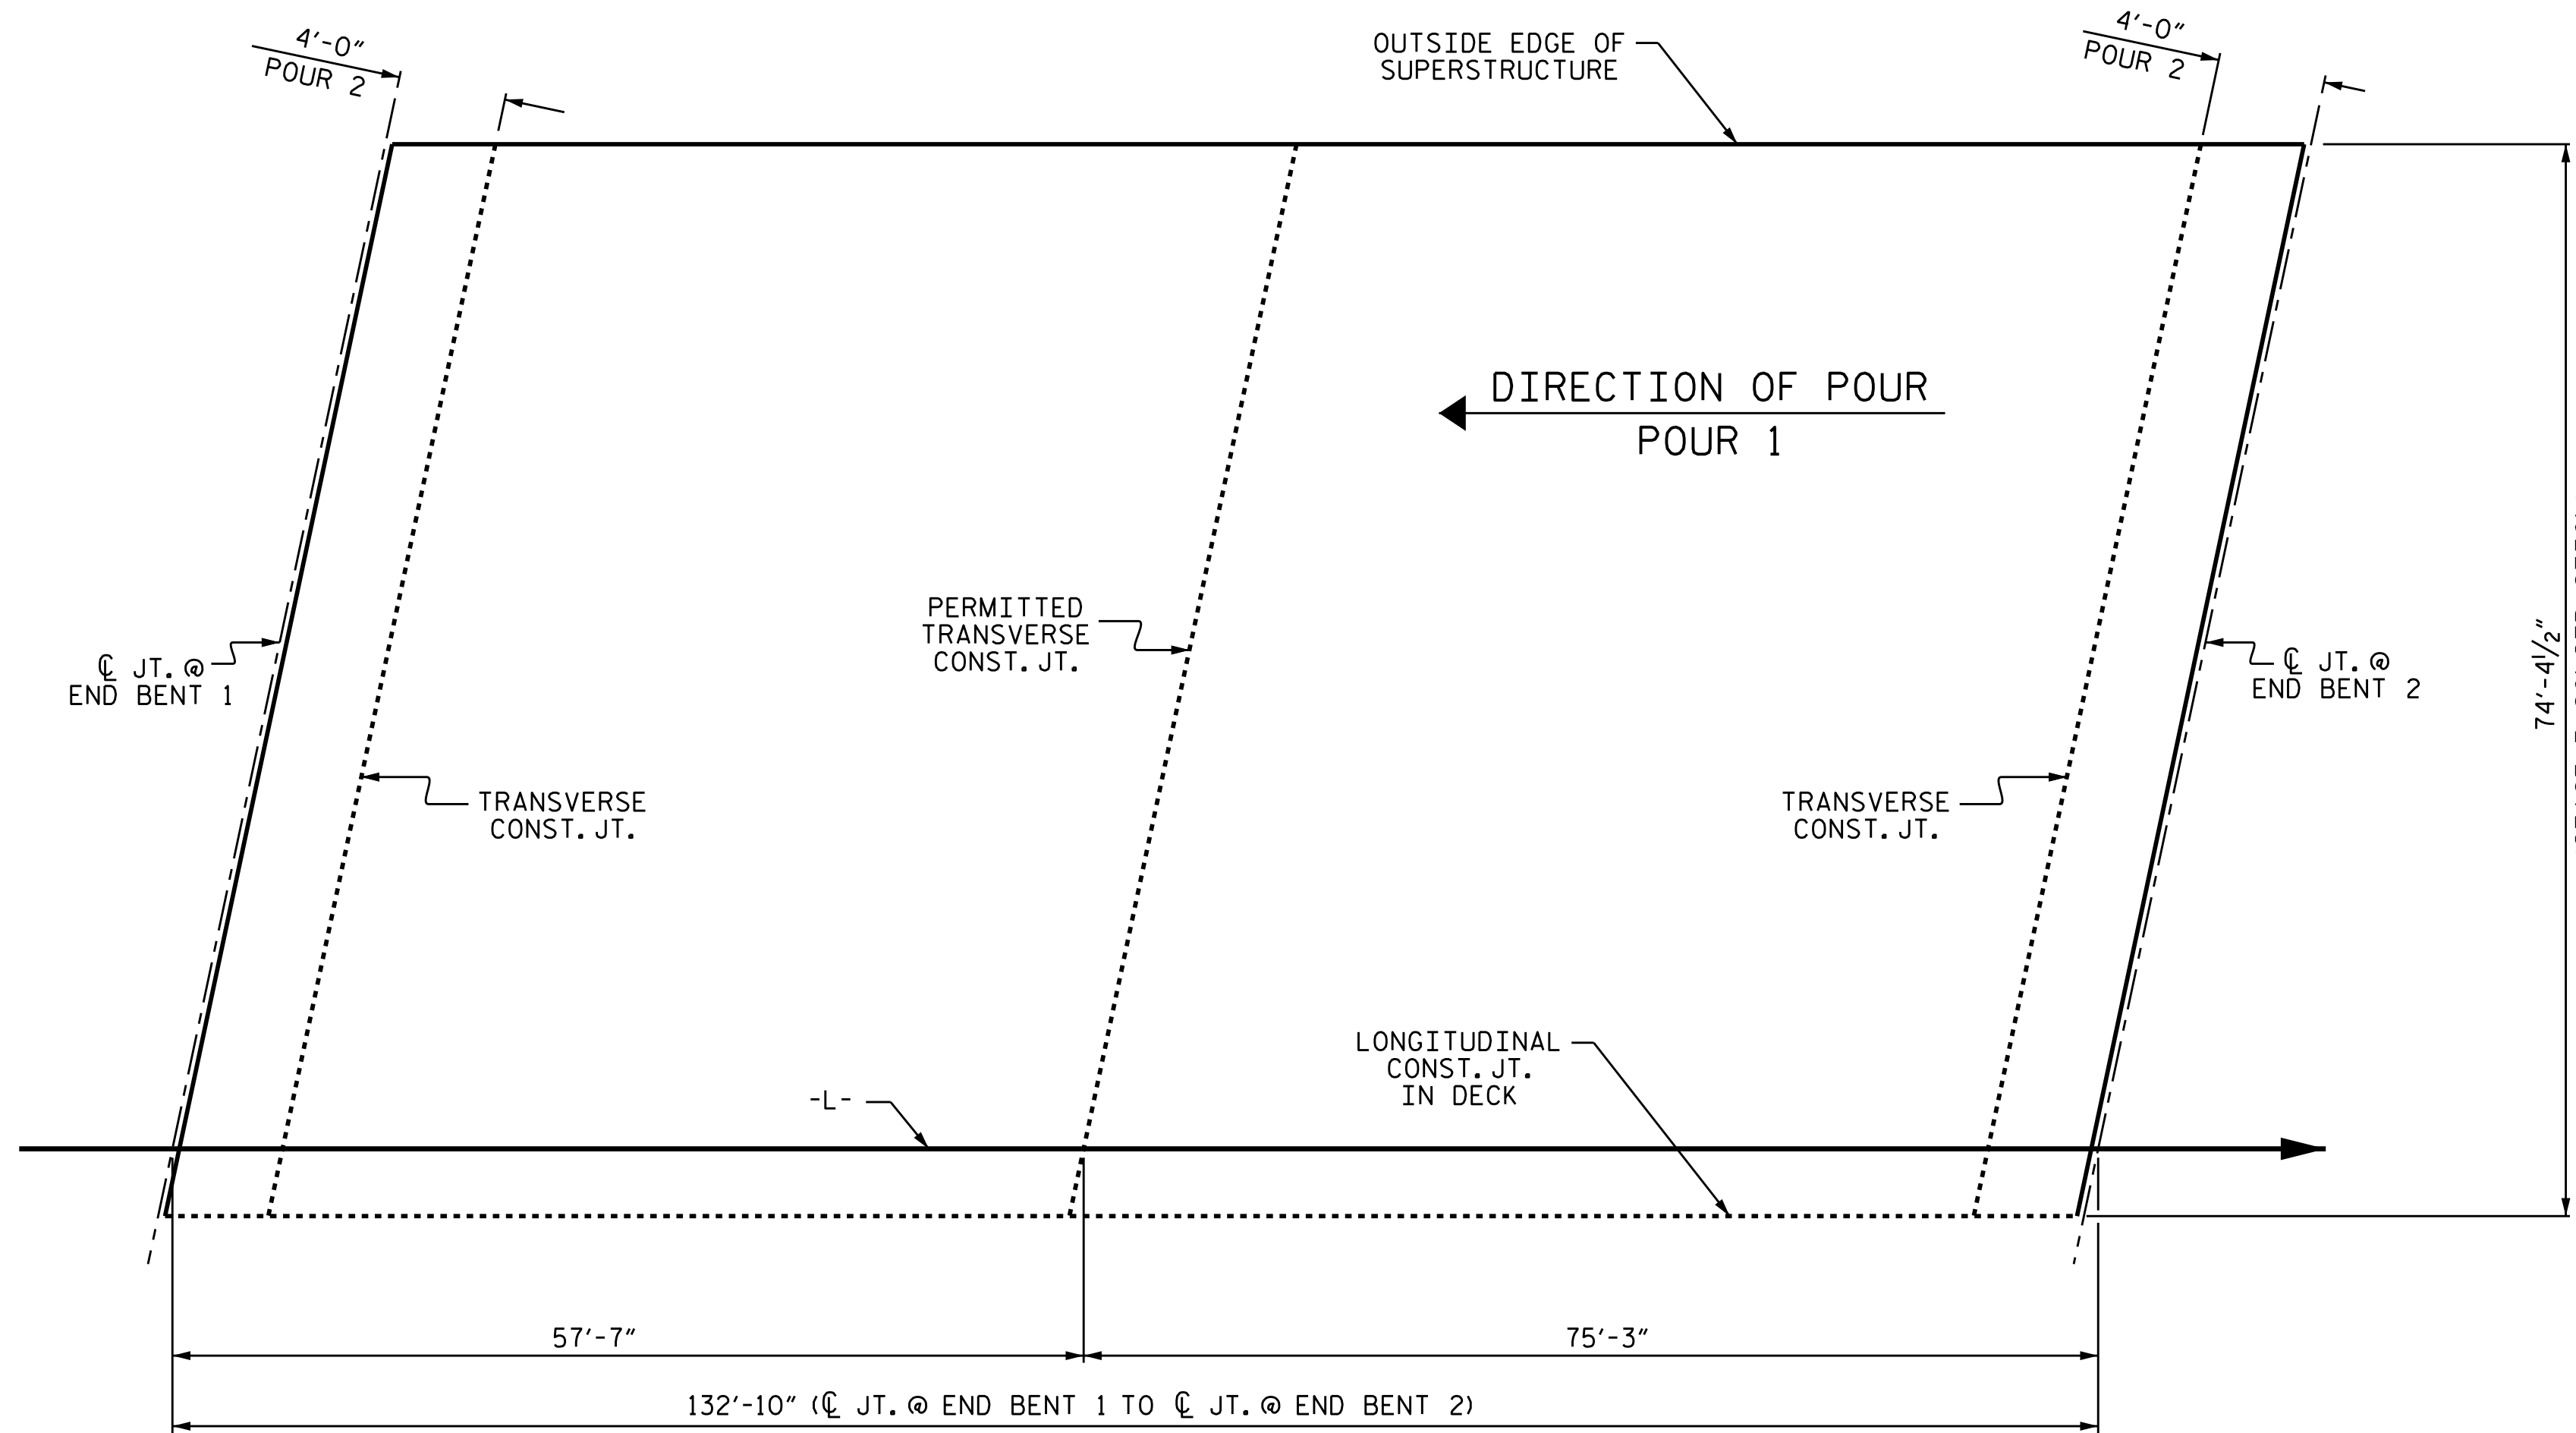 4'-0"
POUR 2
4'-0"
POUR 2
OUTSIDE EDGE OF
SUPERSTRUCTURE
DIRECTION OF POUR
POUR 1
PERMITTED
TRANSVERSE
CONST. JT.
℄ JT. @
END BENT 1
℄ JT. @
END BENT 2
74'-4½"
TRANSVERSE
CONST. JT.
TRANSVERSE
CONST. JT.
LONGITUDINAL
CONST. JT.
IN DECK
-L-
57'-7"
75'-3"
132'-10" (℄ JT. @ END BENT 1 TO ℄ JT. @ END BENT 2)